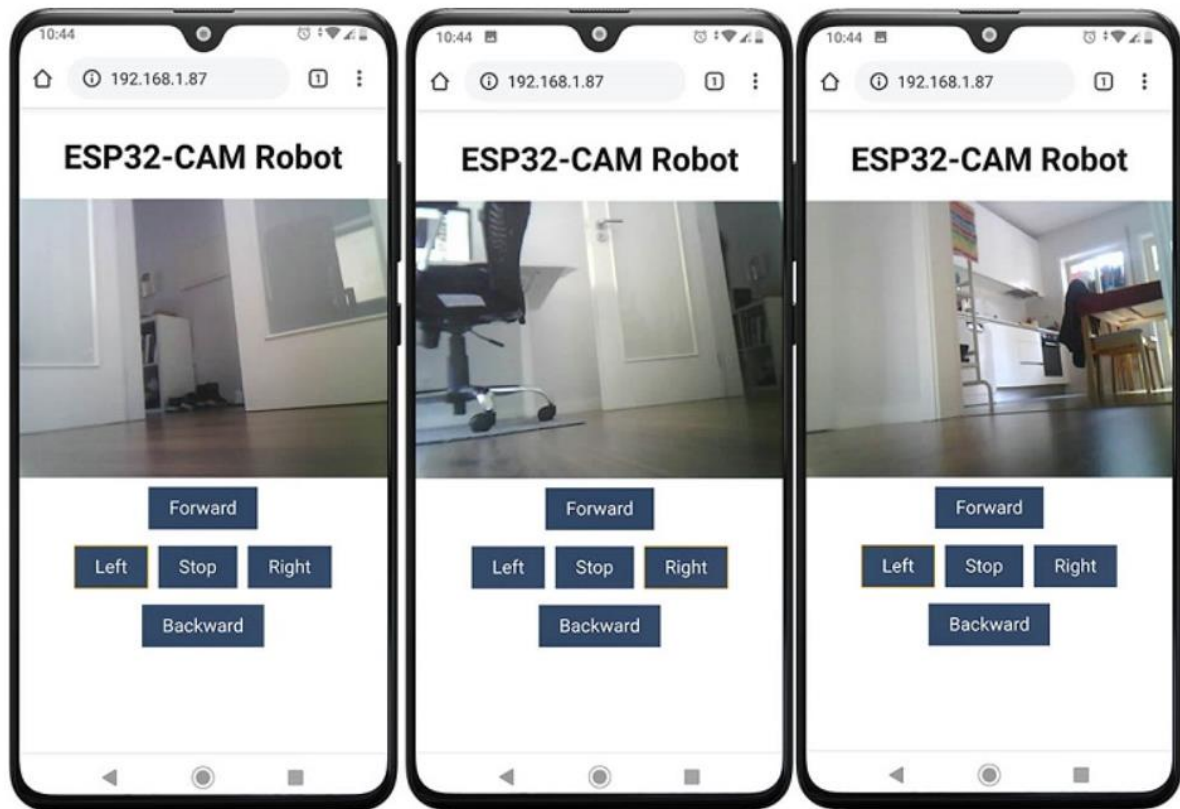 10:44
192.168.1.87
1
ESP32-CAM Robot
Forward
Left Stop Right
Backward
10:44
192.168.1.87
1
ESP32-CAM Robot
Forward
Left Stop Right
Backward
10:44
192.168.1.87
1
ESP32-CAM Robot
Forward
Left Stop Right
Backward